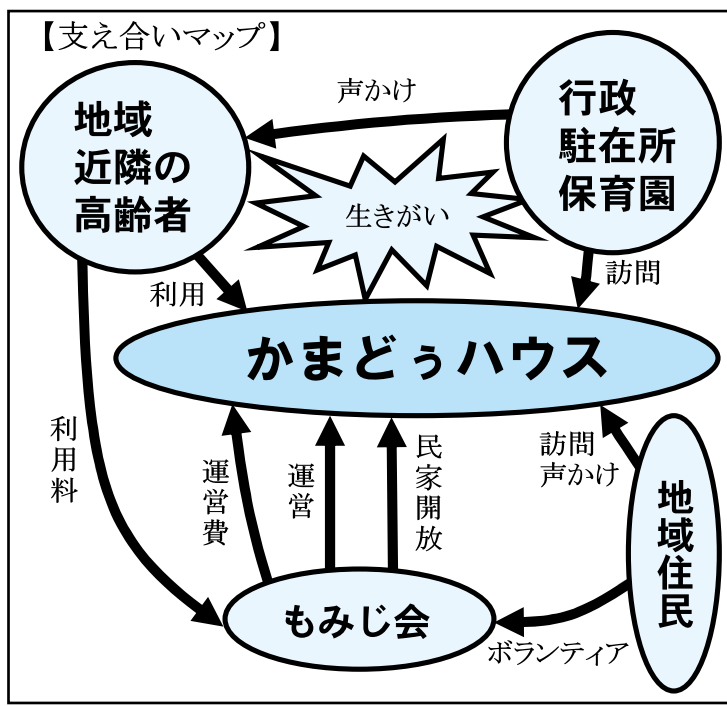 【支え合いマップ】
地域
近隣の
高齢者
声かけ
行政
駐在所
保育園
生きがい
利用
訪問
かまどぅハウス
利用料
運営費
運営
民家開放
訪問
声かけ
地域住民
もみじ会
ボランティア